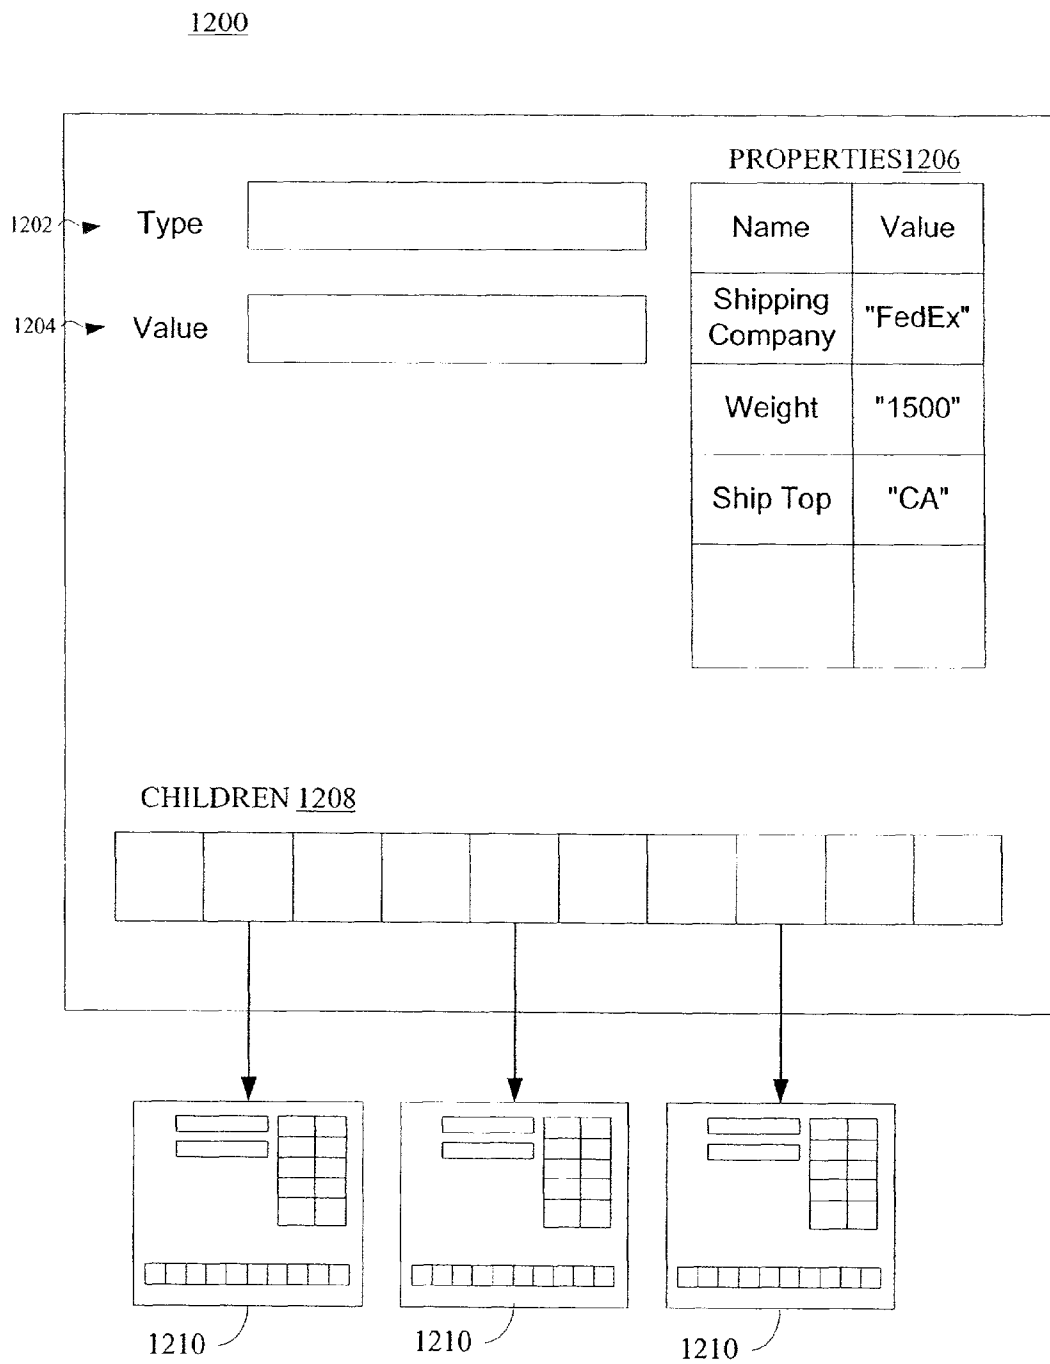 1200
PROPERTIES1206
1202 Type
Name Value
Shipping Company "FedEx"
1204 Value
Weight "1500"
Ship Top "CA"
CHILDREN 1208
1210 1210 1210